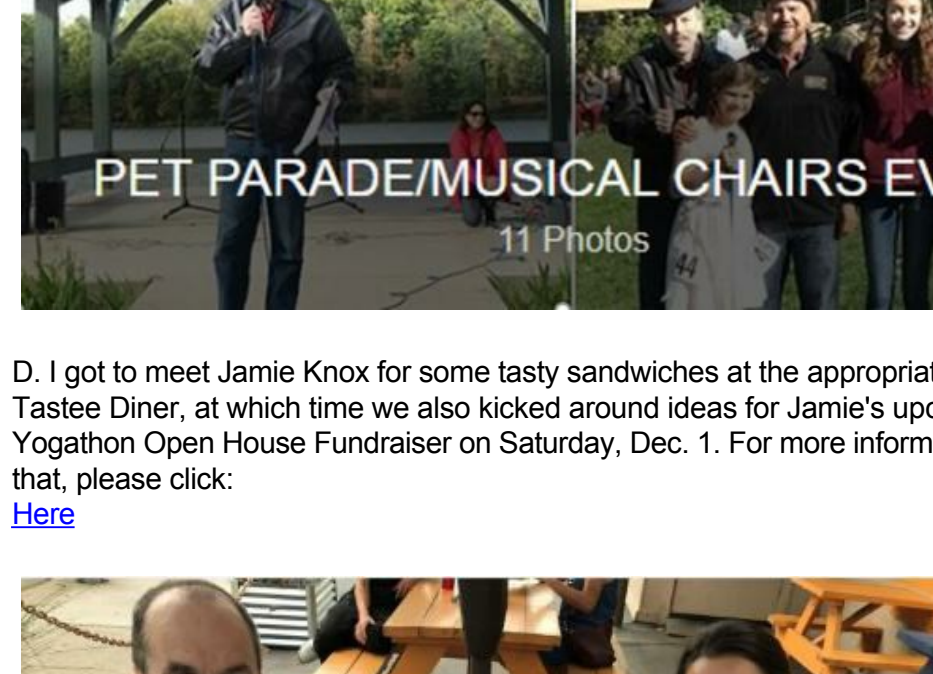 PET PARADE/MUSICAL CHAIRS EV
11 Photos
44
D. I got to meet Jamie Knox for some tasty sandwiches at the appropriat
Tastee Diner, at which time we also kicked around ideas for Jamie's upc
Yogathon Open House Fundraiser on Saturday, Dec. 1. For more inform
that, please click:
Here